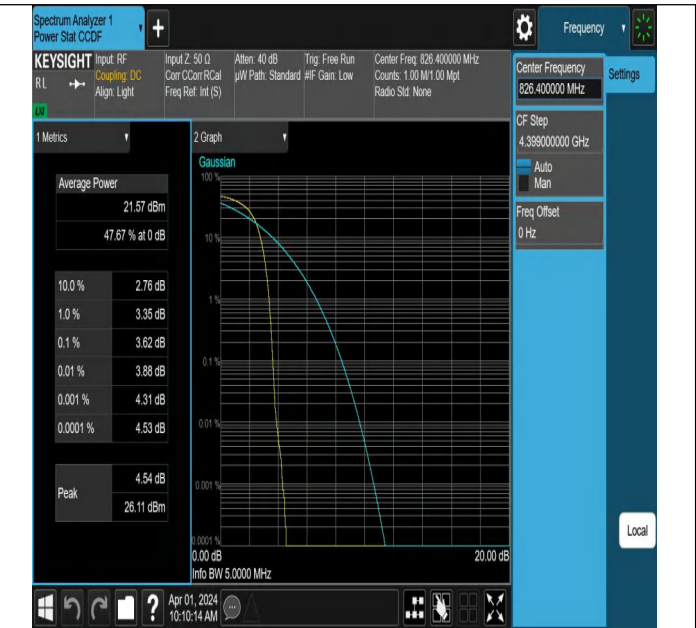 Spectrum Analyzer 1
Power Stat CCDF
+
Frequency
KEYSIGHT
RL
Input: RF
Coupling: DC
Align: Light
Input Z: 50 Ω
Corr CCorr RCal
Freq Ref: Int (S)
Atten: 40 dB
µW Path: Standard
Trig: Free Run
#IF Gain: Low
Center Freq: 826.400000 MHz
Counts: 1.00 M/1.00 Mpt
Radio Std: None
Center Frequency
826.400000 MHz
Settings
CF Step
4.399000000 GHz
Auto
Man
Freq Offset
0 Hz
1 Metrics
Average Power
21.57 dBm
47.67 % at 0 dB
10.0 % 2.76 dB
1.0 % 3.35 dB
0.1 % 3.62 dB
0.01 % 3.88 dB
0.001 % 4.31 dB
0.0001 % 4.53 dB
Peak
4.54 dB
26.11 dBm
2 Graph
Gaussian
100 %
10 %
1 %
0.1 %
0.01 %
0.001 %
0.0001 %
0.00 dB 20.00 dB
Info BW 5.0000 MHz
Local
?
Apr 01, 2024
10:10:14 AM